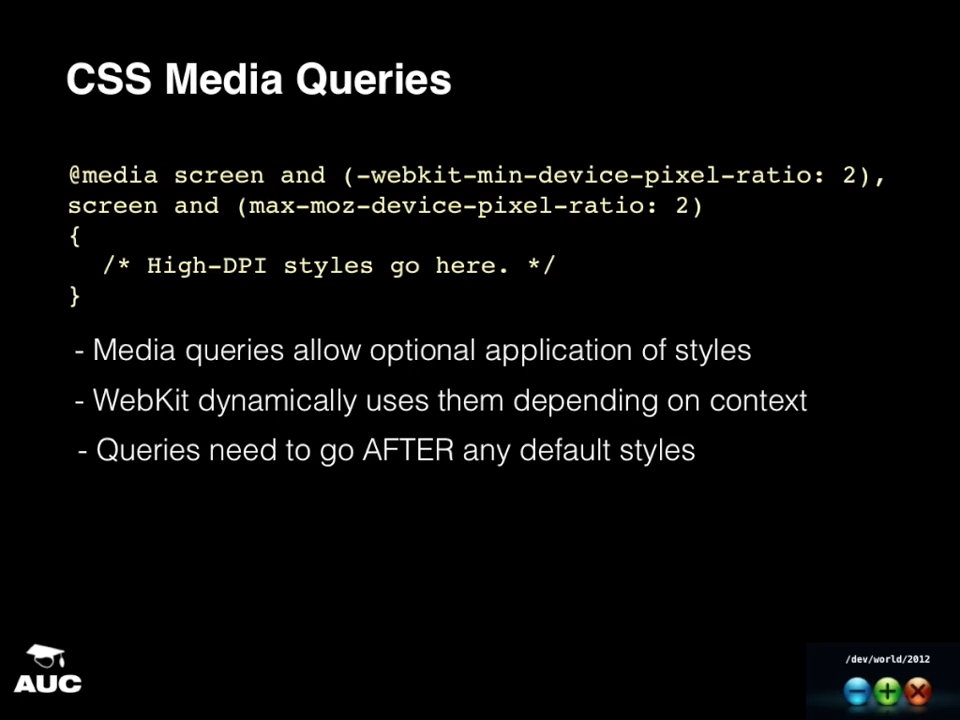 CSS Media Queries
@media screen and (-webkit-min-device-pixel-ratio: 2),
screen and (max-moz-device-pixel-ratio: 2)
{
/* High-DPI styles go here. */
}
- Media queries allow optional application of styles
- WebKit dynamically uses them depending on context
- Queries need to go AFTER any default styles
AUC
/dev/world/2012